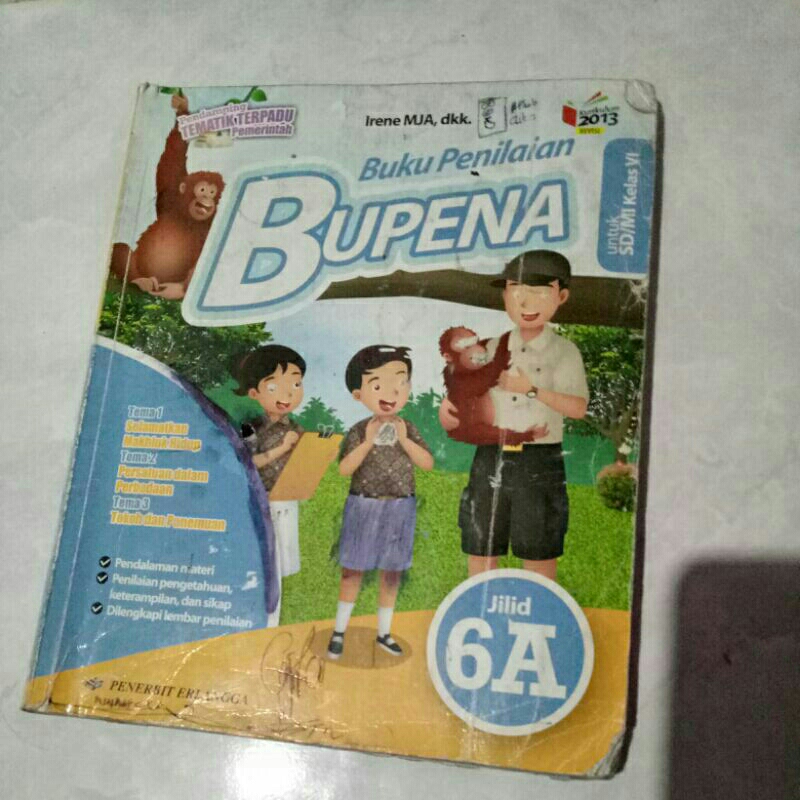 Pendamping
TEMATIK TERPADU
Pemerintah
Irene MJA, dkk.
Kurikulum
2013
REVISI
Buku Penilaian
BUPENA
untuk
SD/MI Kelas VI
Tema 1
Selamatkan
Makhluk Hidup
Tema 2
Persatuan dalam
Perbedaan
Tema 3
Tokoh dan Penemuan
Pendalaman materi
Penilaian pengetahuan,
keterampilan, dan sikap
Dilengkapi lembar penilaian
Jilid
6A
PENERBIT ERLANGGA